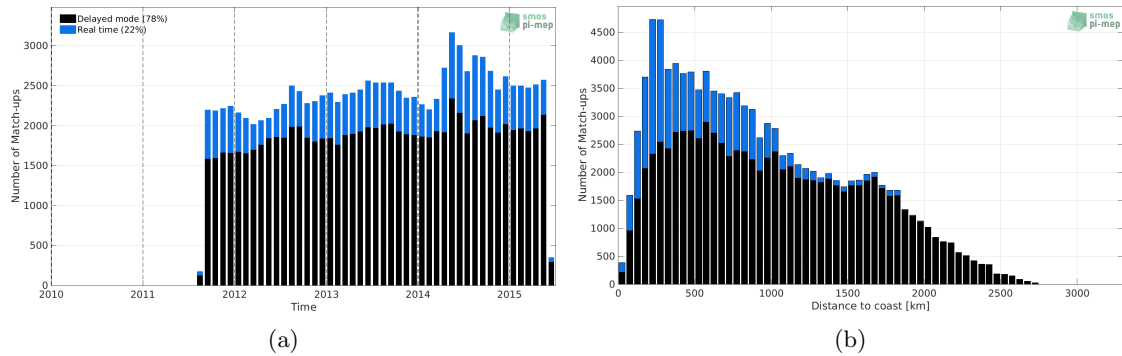 Delayed mode (78%)
Real time (22%)
smos
pi-mep
Number of Match-ups
3000
2500
2000
1500
1000
500
0
2010
2011
2012
2013
2014
2015
Time
(a)
smos
pi-mep
Number of Match-ups
4500
4000
3500
3000
2500
2000
1500
1000
500
0
0
500
1000
1500
2000
2500
3000
Distance to coast [km]
(b)